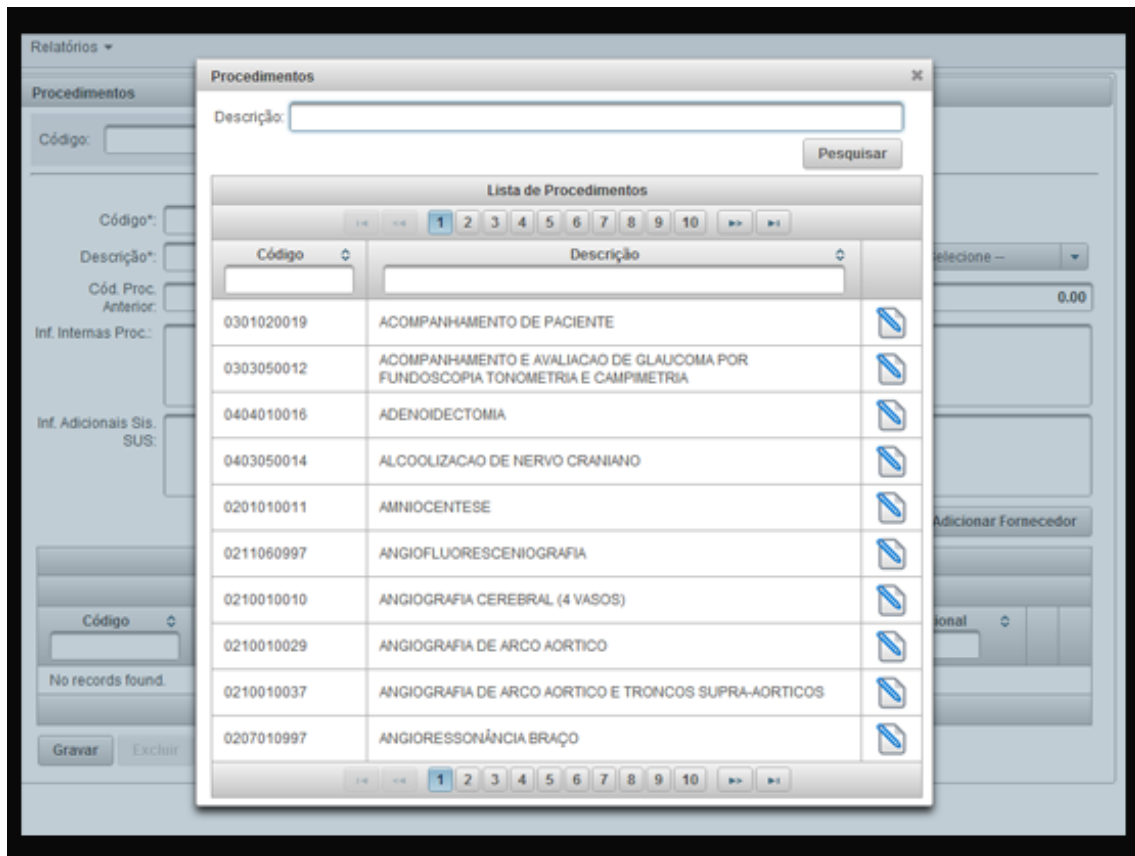 Relatórios
Procedimentos
Código:
Código*:
Descrição*:
Cód. Proc.
Anterior:
Inf. Internas Proc.:
Inf. Adicionais Sis.
SUS:
Código
No records found.
Gravar Excluir
Procedimentos
Descrição:
Pesquisar
Lista de Procedimentos
1 2 3 4 5 6 7 8 9 10
Código Descrição
0301020019 ACOMPANHAMENTO DE PACIENTE
0303050012 ACOMPANHAMENTO E AVALIACAO DE GLAUCOMA POR
FUNDOSCOPIA TONOMETRIA E CAMPIMETRIA
0404010016 ADENOIDECTOMIA
0403050014 ALCOOLIZACAO DE NERVO CRANIANO
0201010011 AMNIOCENTESE
0211060997 ANGIOFLUORESCENIOGRAFIA
0210010010 ANGIOGRAFIA CEREBRAL (4 VASOS)
0210010029 ANGIOGRAFIA DE ARCO AORTICO
0210010037 ANGIOGRAFIA DE ARCO AORTICO E TRONCOS SUPRA-AORTICOS
0207010997 ANGIORESSONÂNCIA BRAÇO
1 2 3 4 5 6 7 8 9 10
elecione --
0.00
Adicionar Fornecedor
ional